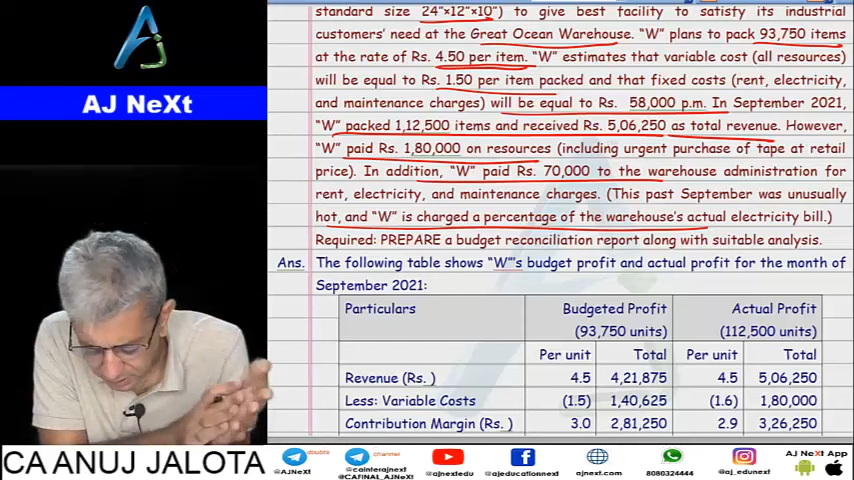 AJ NeXt
standard size 24"×12"×10") to give best facility to satisfy its industrial
customers' need at the Great Ocean Warehouse. "W" plans to pack 93,750 items
at the rate of Rs. 4.50 per item. "W" estimates that variable cost (all resources)
will be equal to Rs. 1.50 per item packed and that fixed costs (rent, electricity,
and maintenance charges) will be equal to Rs. 58,000 p.m. In September 2021,
"W" packed 1,12,500 items and received Rs. 5,06,250 as total revenue. However,
"W" paid Rs. 1,80,000 on resources (including urgent purchase of tape at retail
price). In addition, "W" paid Rs. 70,000 to the warehouse administration for
rent, electricity, and maintenance charges. (This past September was unusually
hot, and "W" is charged a percentage of the warehouse's actual electricity bill.)
Required: PREPARE a budget reconciliation report along with suitable analysis.
Ans. The following table shows "W"'s budget profit and actual profit for the month of
September 2021:
Particulars Budgeted Profit Actual Profit
(93,750 units) (112,500 units)
Per unit Total Per unit Total
Revenue (Rs. ) 4.5 4,21,875 4.5 5,06,250
Less: Variable Costs (1.5) 1,40,625 (1.6) 1,80,000
Contribution Margin (Rs. ) 3.0 2,81,250 2.9 3,26,250
CA ANUJ JALOTA
doubts
@AJNeXt
channel
@cainterajnext
@CAFINAL_AJNeXt
@ajnextedu
@ajeducationnext
ajnext.com
8080324444
@aj_edunext
AJ NeXt App